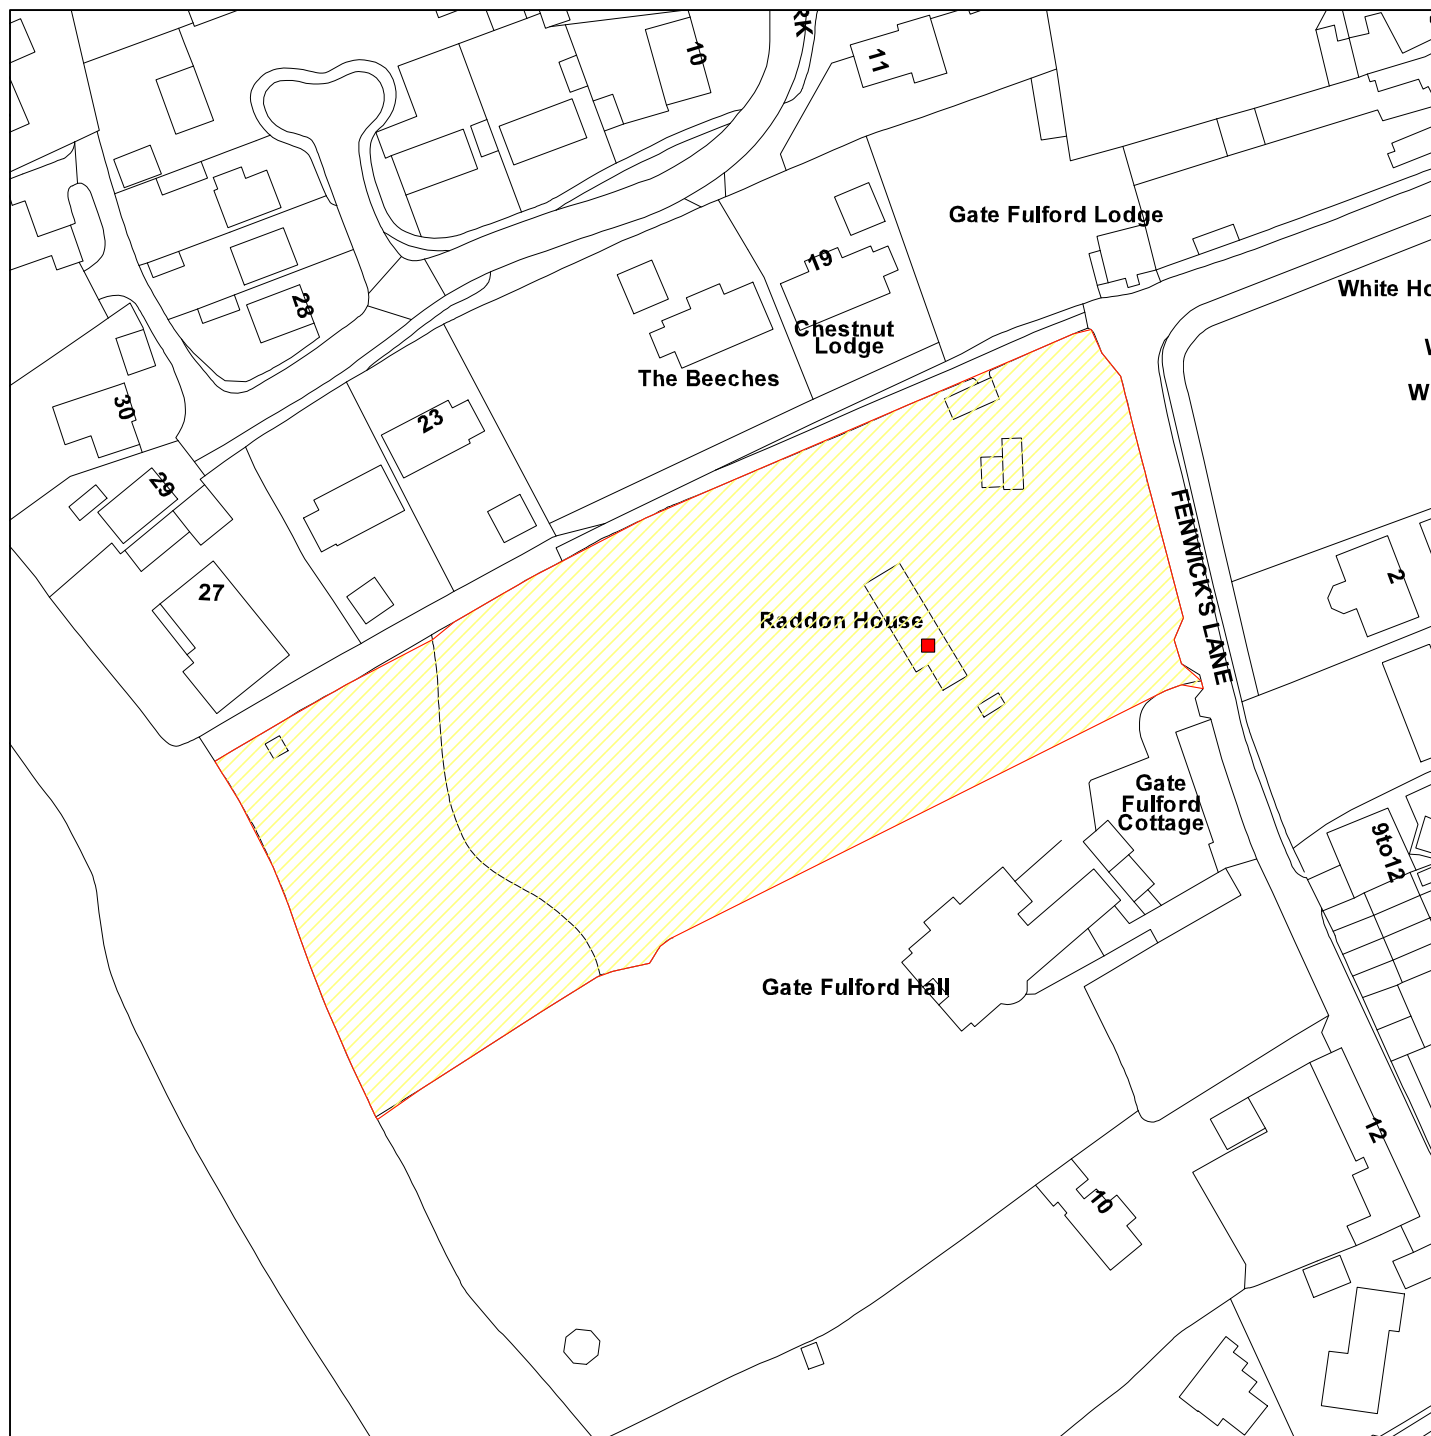 RK
10
11
Gate Fulford Lodge
19
White Ho
28
Chestnut
Lodge
W
The Beeches
W
30
23
29
FENWICK'S LANE
27
2
Raddon House
Gate
Fulford
Cottage
9to12
Gate Fulford Hall
12
10